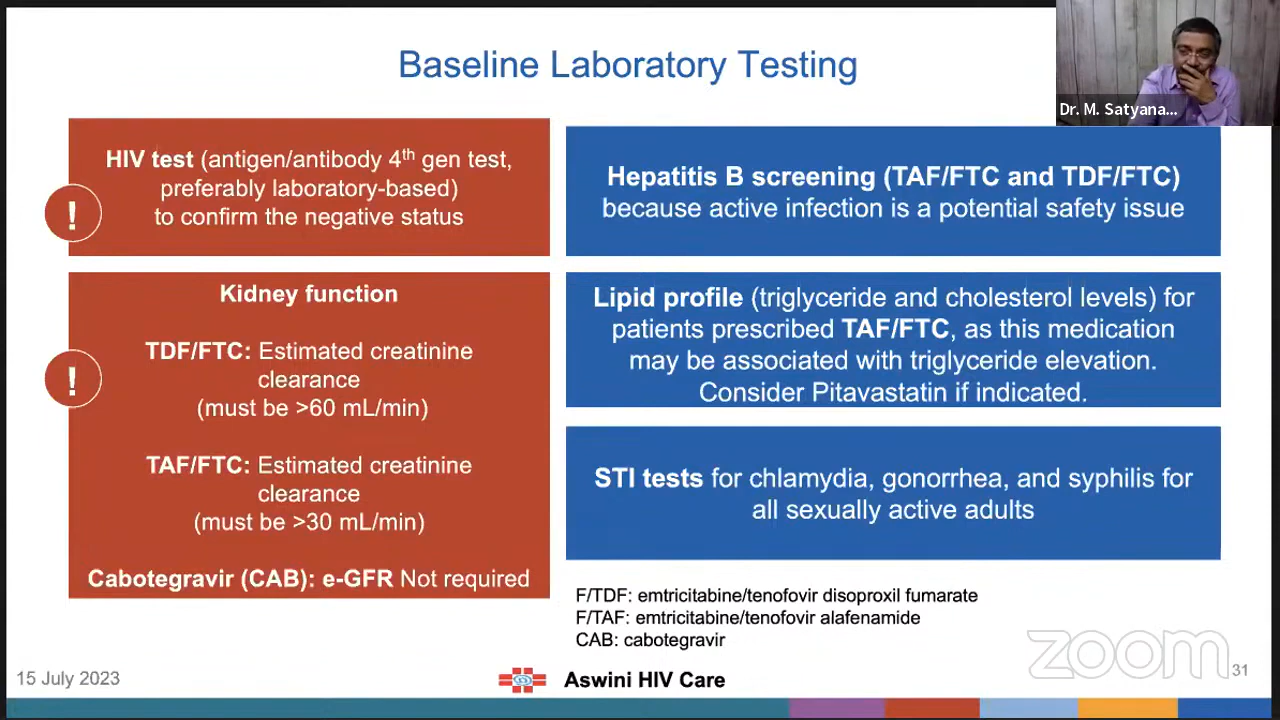 Baseline Laboratory Testing
Dr. M. Satyana...
HIV test (antigen/antibody 4th gen test,
preferably laboratory-based)
to confirm the negative status
!
Kidney function
TDF/FTC: Estimated creatinine
clearance
(must be >60 mL/min)
!
TAF/FTC: Estimated creatinine
clearance
(must be >30 mL/min)
Cabotegravir (CAB): e-GFR Not required
Hepatitis B screening (TAF/FTC and TDF/FTC)
because active infection is a potential safety issue
Lipid profile (triglyceride and cholesterol levels) for
patients prescribed TAF/FTC, as this medication
may be associated with triglyceride elevation.
Consider Pitavastatin if indicated.
STI tests for chlamydia, gonorrhea, and syphilis for
all sexually active adults
F/TDF: emtricitabine/tenofovir disoproxil fumarate
F/TAF: emtricitabine/tenofovir alafenamide
CAB: cabotegravir
zoom
15 July 2023
Aswini HIV Care
31